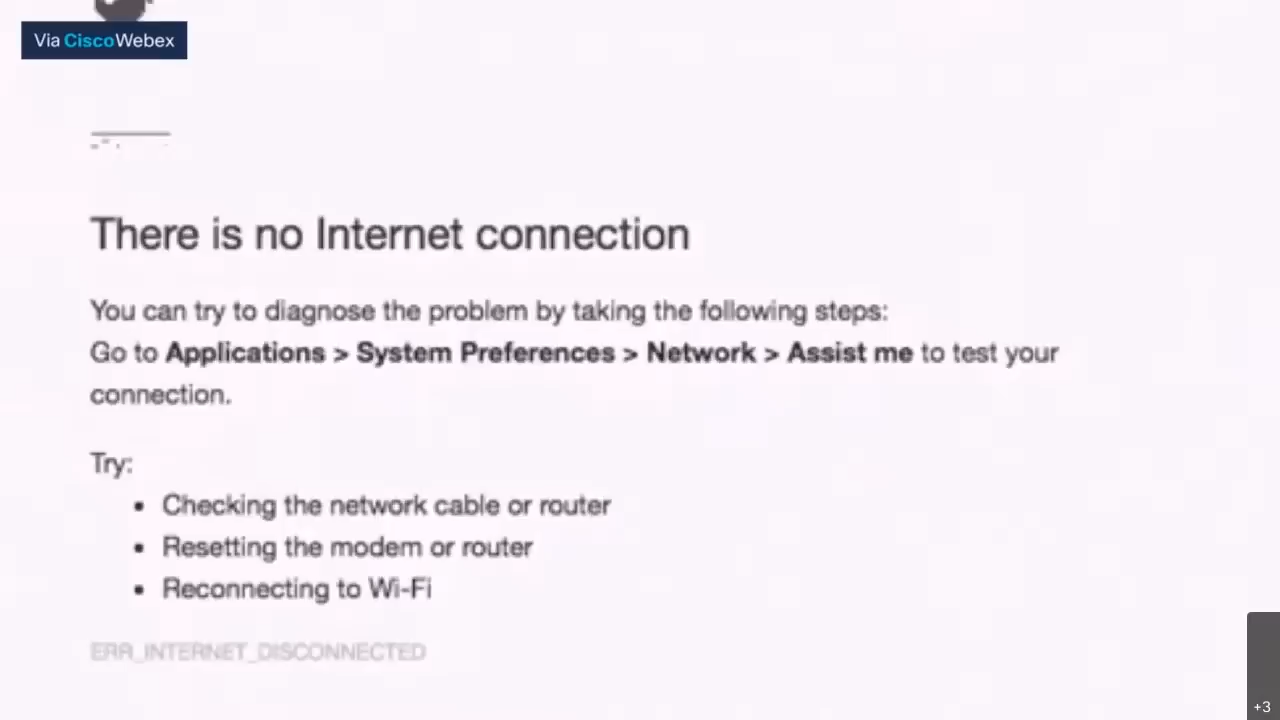 Via CiscoWebex
There is no Internet connection
You can try to diagnose the problem by taking the following steps:
Go to Applications > System Preferences > Network > Assist me to test your
connection.
Try:
• Checking the network cable or router
• Resetting the modem or router
• Reconnecting to Wi-Fi
ERR_INTERNET_DISCONNECTED
+3